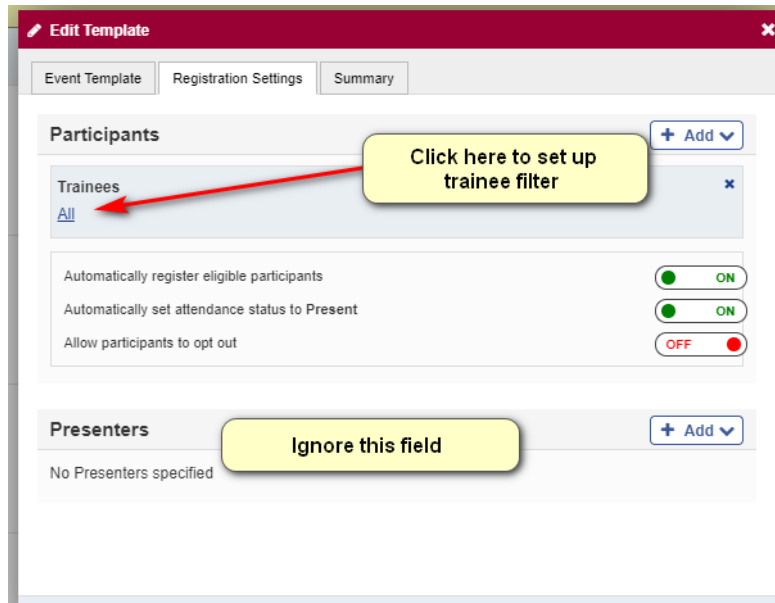 Edit Template
Event Template Registration Settings Summary
Participants
+ Add
Click here to set up
trainee filter
Trainees
All
Automatically register eligible participants
ON
Automatically set attendance status to Present
ON
Allow participants to opt out
OFF
Presenters
+ Add
Ignore this field
No Presenters specified